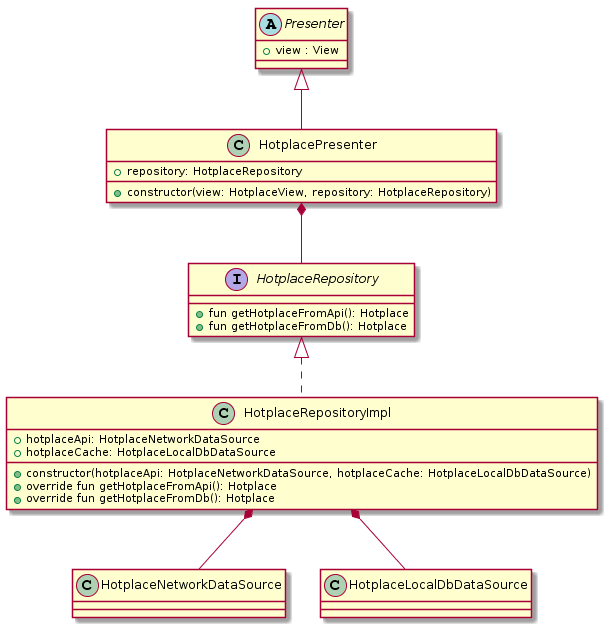 A Presenter
view : View
C HotplacePresenter
repository: HotplaceRepository
constructor(view: HotplaceView, repository: HotplaceRepository)
I HotplaceRepository
fun getHotplaceFromApi(): Hotplace
fun getHotplaceFromDb(): Hotplace
C HotplaceRepositoryImpl
hotplaceApi: HotplaceNetworkDataSource
hotplaceCache: HotplaceLocalDbDataSource
constructor(hotplaceApi: HotplaceNetworkDataSource, hotplaceCache: HotplaceLocalDbDataSource)
override fun getHotplaceFromApi(): Hotplace
override fun getHotplaceFromDb(): Hotplace
C HotplaceNetworkDataSource
C HotplaceLocalDbDataSource